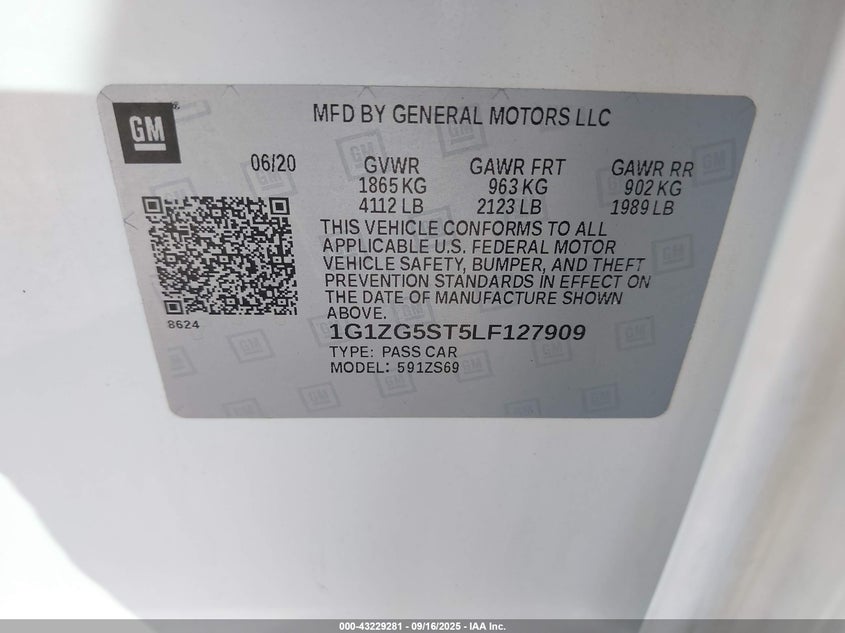 GM
MFD BY GENERAL MOTORS LLC
06/20 GVWR GAWR FRT GAWR RR
1865 KG 963 KG 902 KG
4112 LB 2123 LB 1989 LB
THIS VEHICLE CONFORMS TO ALL
APPLICABLE U.S. FEDERAL MOTOR
VEHICLE SAFETY, BUMPER, AND THEFT
PREVENTION STANDARDS IN EFFECT ON
THE DATE OF MANUFACTURE SHOWN
ABOVE.
8624
1G1ZG5ST5LF127909
TYPE: PASS CAR
MODEL: 591ZS69
000-43229281 - 09/16/2025 - IAA Inc.